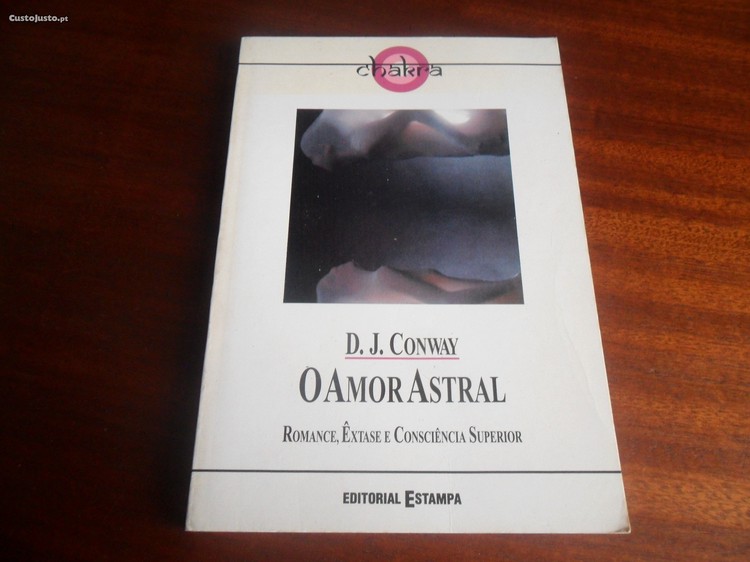 CustoJusto.pt
chakra
D. J. CONWAY
O AMOR ASTRAL
ROMANCE, ÊXTASE E CONSCIÊNCIA SUPERIOR
EDITORIAL ESTAMPA